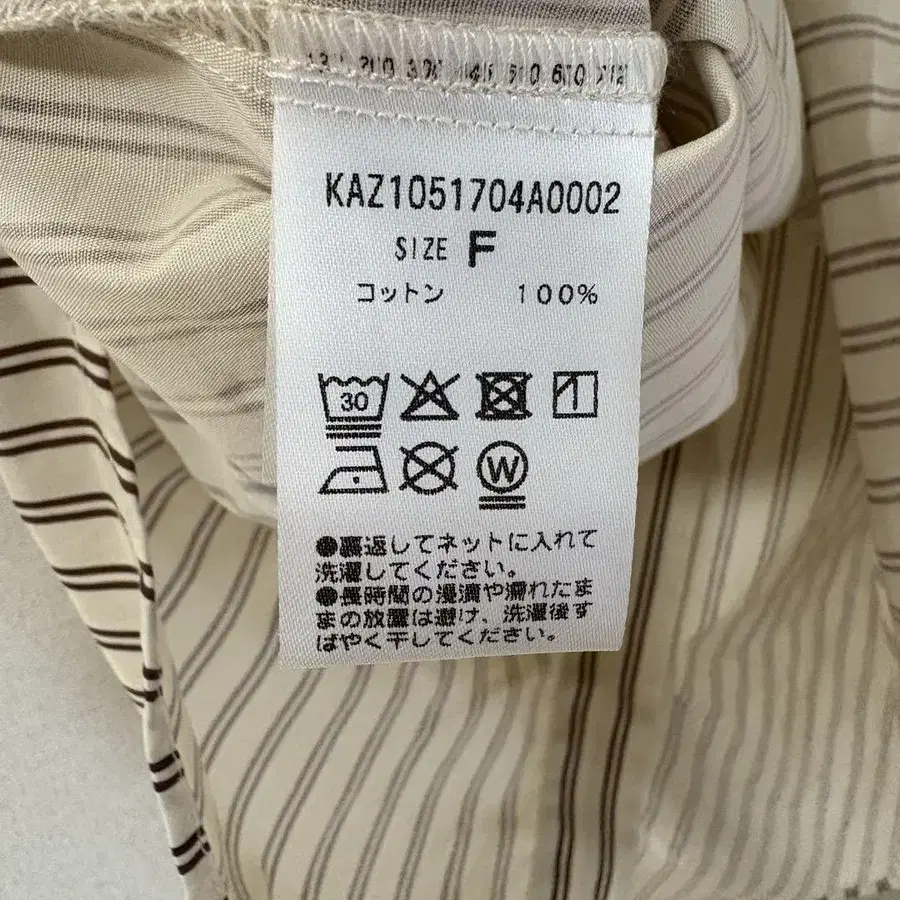 KAZ1051704A0002
SIZE F
コットン 100%
30
W
●裏返してネットに入れて
洗濯してください。
●長時間の浸漬や濡れたま
まの放置は避け、洗濯後す
ばやく干してください。